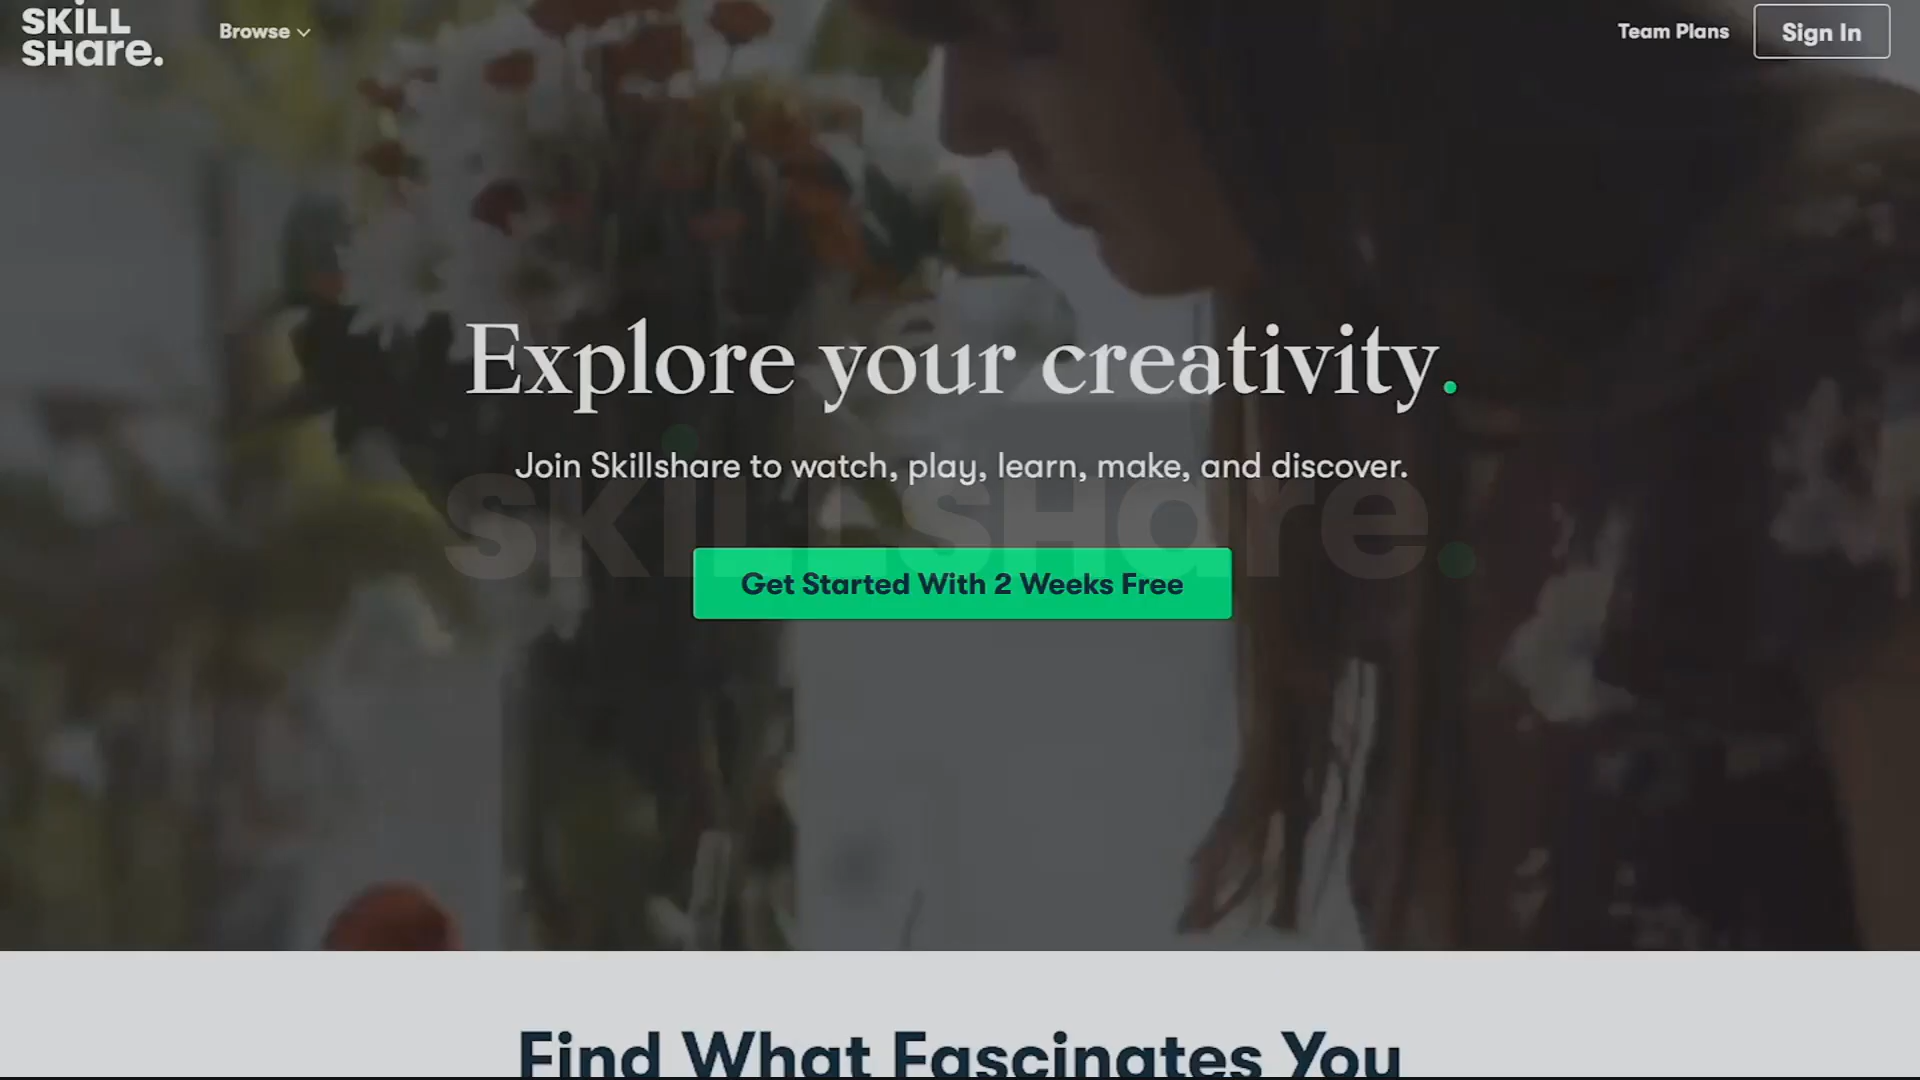 SKiLL
SHare.
Browse
Team Plans
Sign In
Explore your creativity.
Join Skillshare to watch, play, learn, make, and discover.
SKiLLSHare.
Get Started With 2 Weeks Free
Find What Fascinates You